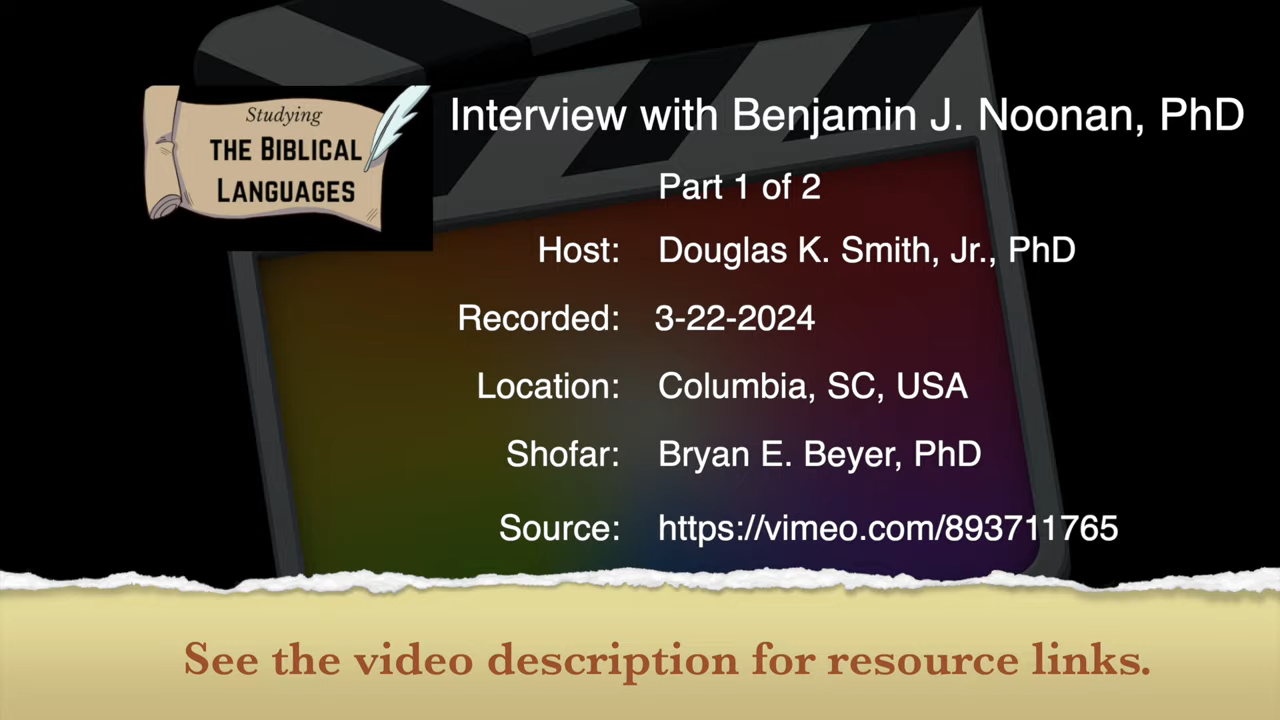 Studying
THE BIBLICAL
LANGUAGES
Interview with Benjamin J. Noonan, PhD
Part 1 of 2
Host: Douglas K. Smith, Jr., PhD
Recorded: 3-22-2024
Location: Columbia, SC, USA
Shofar: Bryan E. Beyer, PhD
Source: https://vimeo.com/893711765
See the video description for resource links.